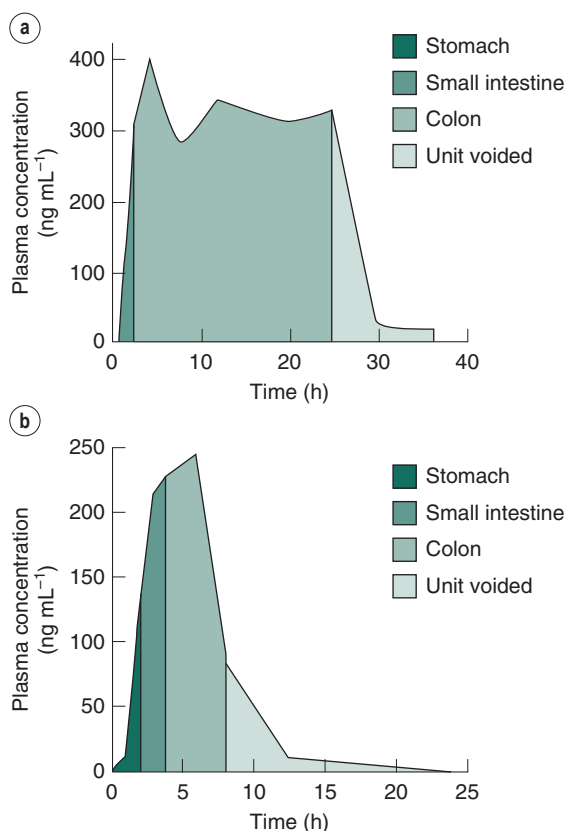 a
Plasma concentration
(ng mL⁻¹)
400
300
200
100
0
0 10 20 30 40
Time (h)
Stomach
Small intestine
Colon
Unit voided
b
Plasma concentration
(ng mL⁻¹)
250
200
150
100
50
0
0 5 10 15 20 25
Time (h)
Stomach
Small intestine
Colon
Unit voided